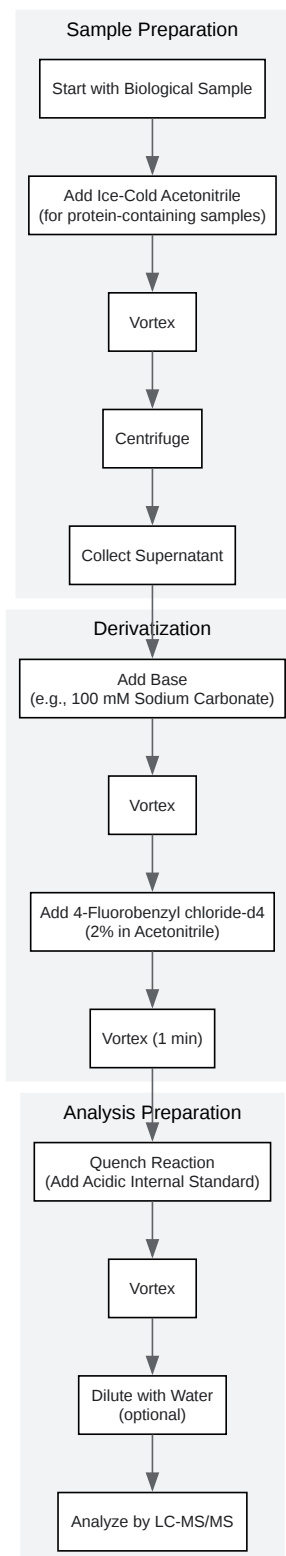 Sample Preparation
Start with Biological Sample
Add Ice-Cold Acetonitrile
(for protein-containing samples)
Vortex
Centrifuge
Collect Supernatant
Derivatization
Add Base
(e.g., 100 mM Sodium Carbonate)
Vortex
Add 4-Fluorobenzyl chloride-d4
(2% in Acetonitrile)
Vortex (1 min)
Analysis Preparation
Quench Reaction
(Add Acidic Internal Standard)
Vortex
Dilute with Water
(optional)
Analyze by LC-MS/MS